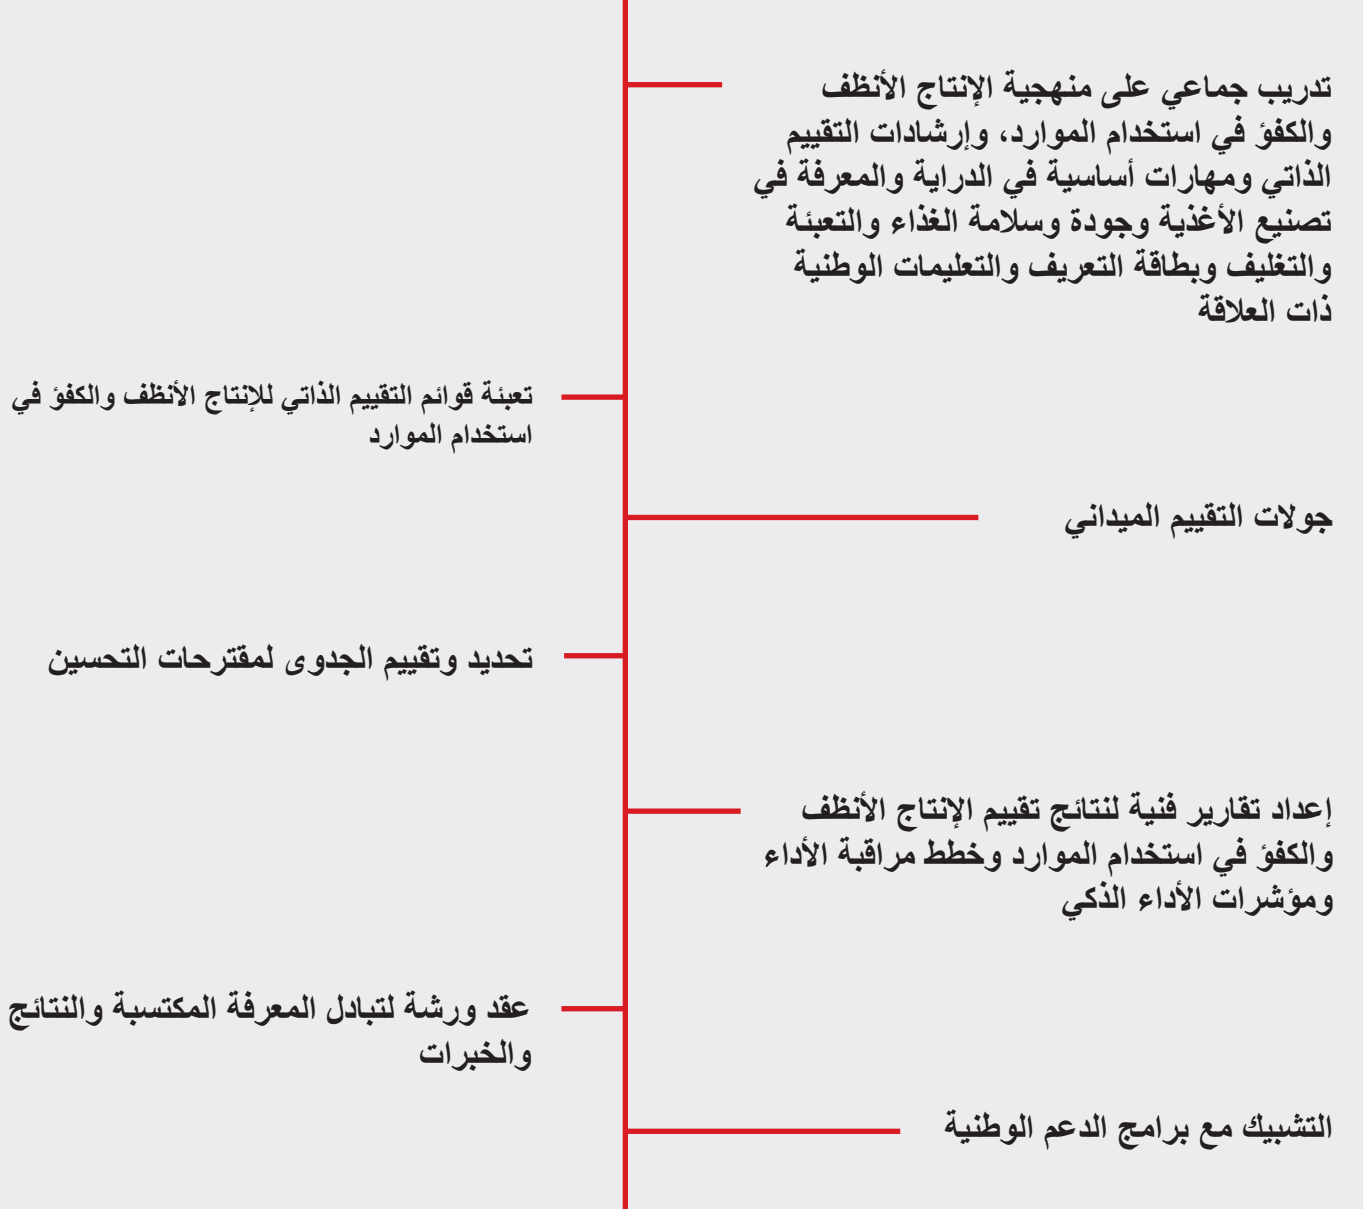 تدريب جماعي على منهجية الإنتاج الأنظف
والكفؤ في استخدام الموارد، وإرشادات التقييم
الذاتي ومهارات أساسية في الدراية والمعرفة في
تصنيع الأغذية وجودة وسلامة الغذاء والتعبئة
والتغليف وبطاقة التعريف والتعليمات الوطنية
ذات العلاقة
تعبئة قوائم التقييم الذاتي للإنتاج الأنظف والكفؤ في
استخدام الموارد
جولات التقييم الميداني
تحديد وتقييم الجدوى لمقترحات التحسين
إعداد تقارير فنية لنتائج تقييم الإنتاج الأنظف
والكفؤ في استخدام الموارد وخطط مراقبة الأداء
ومؤشرات الأداء الذكي
عقد ورشة لتبادل المعرفة المكتسبة والنتائج
والخبرات
التشبيك مع برامج الدعم الوطنية